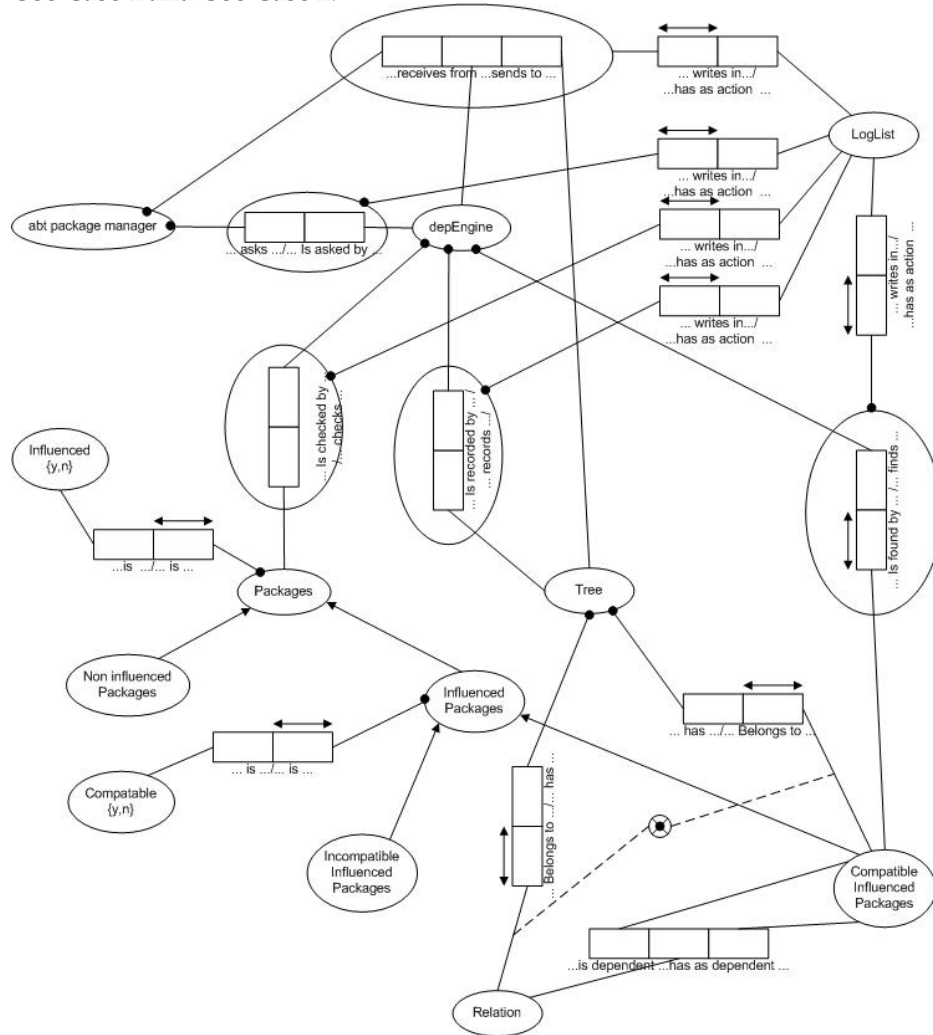 ...receives from ...sends to ...
... writes in.../
...has as action ...
LogList
... writes in.../
...has as action ...
abt package manager
... asks .../... Is asked by ...
depEngine
... writes in.../
...has as action ...
... writes in.../
...has as action ...
... writes in.../
...has as action ...
... Is checked by ...
/... checks ...
... Is recorded by .../
... records .../
... Is found by .../... finds ...
Influenced
{y,n}
...is .../... is ...
Packages
Tree
Non influenced
Packages
Influenced
Packages
... has .../... Belongs to ...
... is .../... is ...
Compatable
{y,n}
... Belongs to .../... has ...
Incompatible
Influenced
Packages
Compatible
Influenced
Packages
...is dependent ...has as dependent ...
Relation